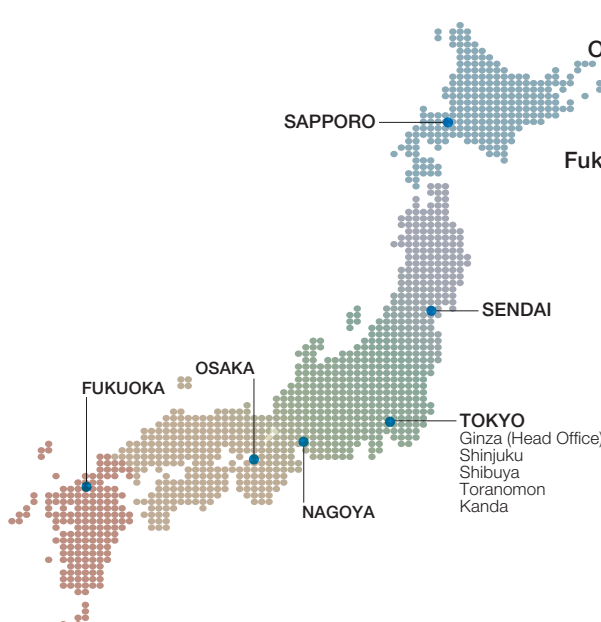 SAPPORO
SENDAI
OSAKA
FUKUOKA
TOKYO
Ginza (Head Office)
Shinjuku
Shibuya
Toranomon
Kanda
NAGOYA